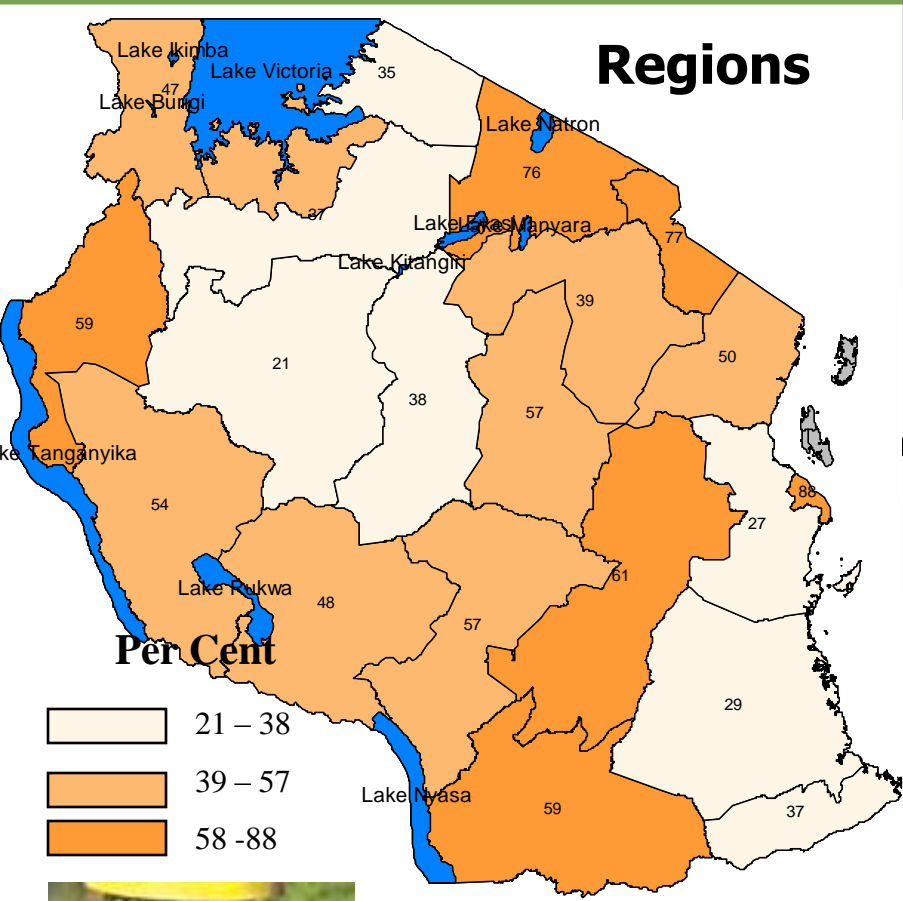 Regions
Lake Ikimba
Lake Victoria
35
47
Lake Burigi
Lake Natron
76
37
Lake Eyasi
Lake Manyara
77
Lake Kitangiri
39
59
21
50
38
57
ke Tanganyika
54
88
27
61
Lake Rukwa
48
57
Per Cent
29
21 – 38
39 – 57
58 -88
Lake Nyasa
59
37